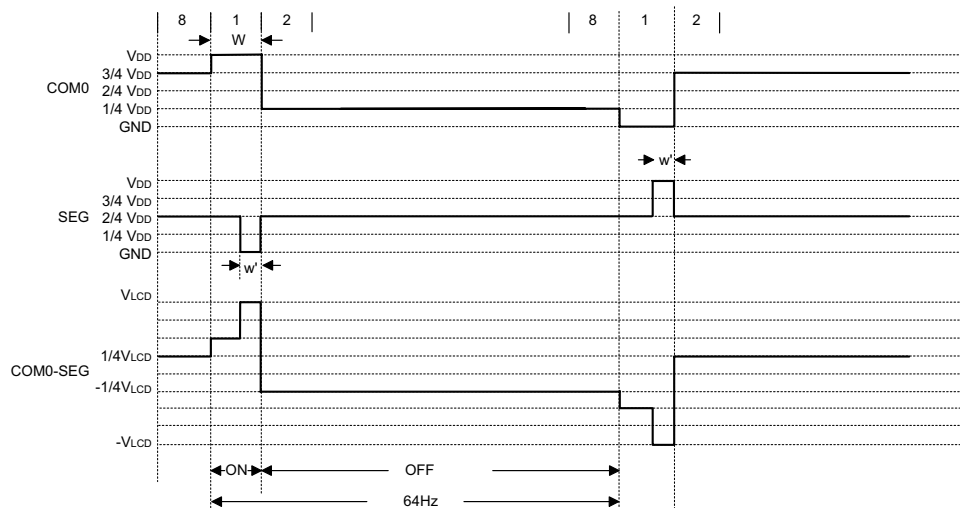 8 1 2 8 1 2
W
VDD
3/4 VDD
COM0
2/4 VDD
1/4 VDD
GND
w'
VDD
3/4 VDD
SEG
2/4 VDD
1/4 VDD
GND
w'
VLCD
1/4VLCD
COM0-SEG
-1/4VLCD
-VLCD
ON OFF
64Hz